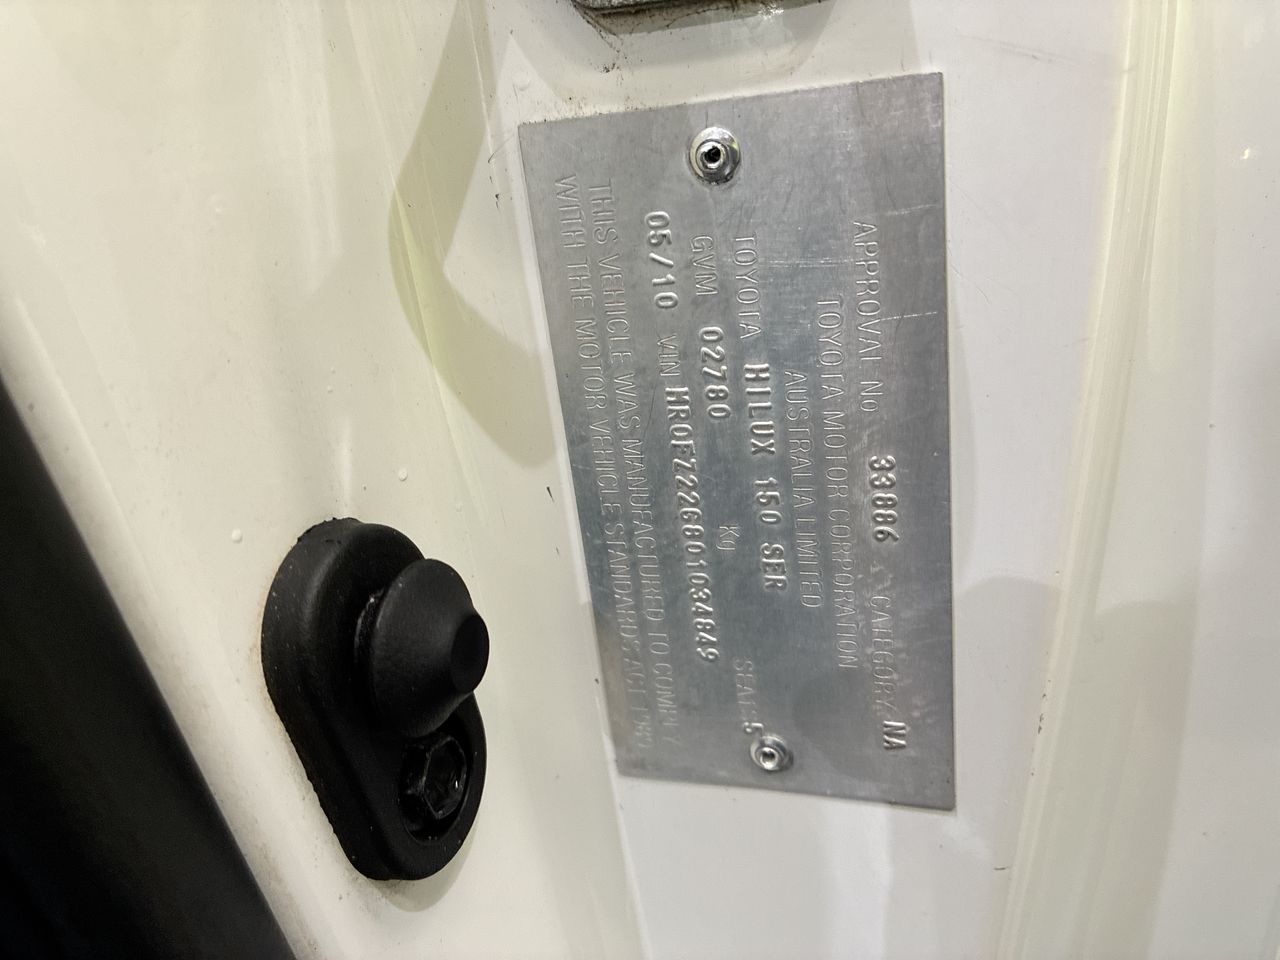 APPROVAL No 33886 CATEGORY NA
TOYOTA MOTOR CORPORATION
AUSTRALIA LIMITED
TOYOTA HILUX 150 SER
GVM 02780 Kg SEATS 5
05/10 VIN MR0FZ22G801034849
THIS VEHICLE WAS MANUFACTURED TO COMPLY
WITH THE MOTOR VEHICLE STANDARDS ACT 1989